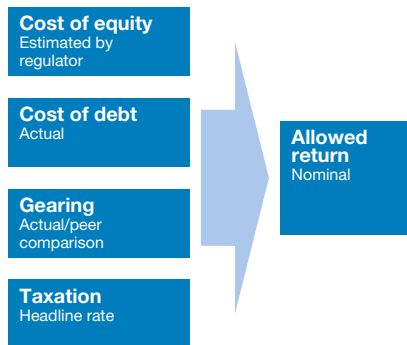 Cost of equity
Estimated by
regulator
Cost of debt
Actual
Gearing
Actual/peer
comparison
Taxation
Headline rate
Allowed
return
Nominal